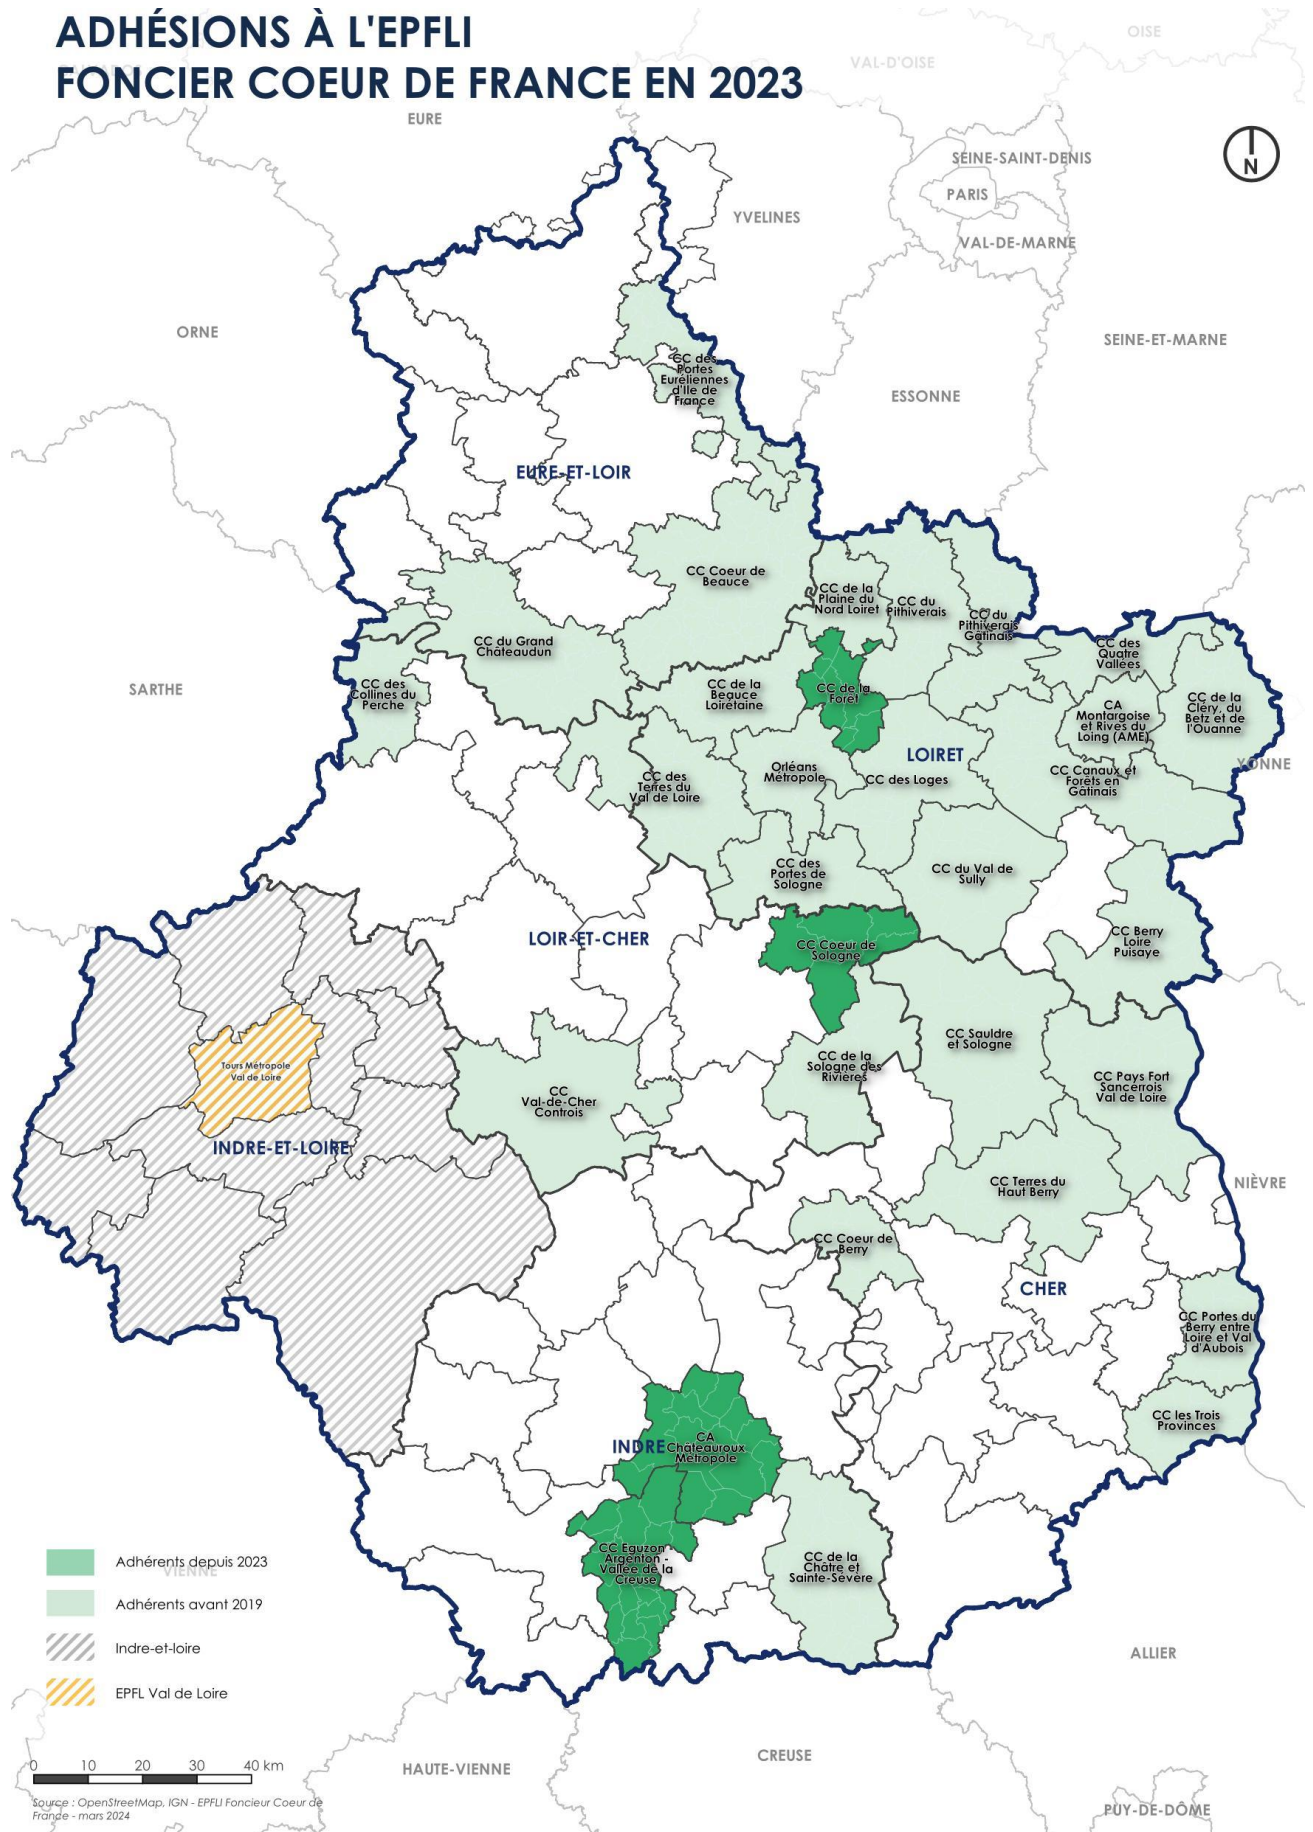 ADHÉSIONS À L'EPFLI
FONCIER COEUR DE FRANCE EN 2023
OISE
VAL-D'OISE
EURE
SEINE-SAINT-DENIS
PARIS
N
YVELINES
VAL-DE-MARNE
ORNE
SEINE-ET-MARNE
CC des
Portes
Euréliennes
d'Ile de
France
ESSONNE
EURE-ET-LOIR
CC Coeur de
Beauce
CC de la
Plaine du
Nord Loiret
CC du
Pithiverais
CC du
Pithiverais
Gâtinais
CC du Grand
Châteaudun
CC des
Quatre
Vallées
SARTHE
CC des
Collines du
Perche
CC de la
Beauce
Loirétaine
CC de la
Forêt
CA
Montargoise
et Rives du
Loing (AME)
CC de la
Cléry, du
Betz et de
l'Ouanne
LOIRET
YONNE
CC des
Terres du
Val de Loire
Orléans
Métropole
CC des Loges
CC Canaux et
Forêts en
Gâtinais
CC des
Portes de
Sologne
CC du Val de
Sully
LOIR-ET-CHER
CC Coeur de
Sologne
CC Berry
Loire
Puisaye
CC Sauldre
et Sologne
Tours Métropole
Val de Loire
CC de la
Sologne des
Rivières
CC Pays Fort
Sancerrois
Val de Loire
CC
Val-de-Cher
Controis
INDRE-ET-LOIRE
CC Terres du
Haut Berry
NIÈVRE
CC Coeur de
Berry
CHER
CC Portes du
Berry entre
Loire et Val
d'Aubois
CC les Trois
Provinces
INDRE
CA
Châteauroux
Métropole
CC Eguzon -
Argenton -
Vallée de la
Creuse
CC de la
Châtre et
Sainte-Sévère
Adhérents depuis 2023
VIENNE
Adhérents avant 2019
Indre-et-loire
EPFL Val de Loire
ALLIER
CREUSE
HAUTE-VIENNE
PUY-DE-DÔME
0 10 20 30 40 km
Source : OpenStreetMap, IGN - EPFLI Foncieur Coeur de
France - mars 2024